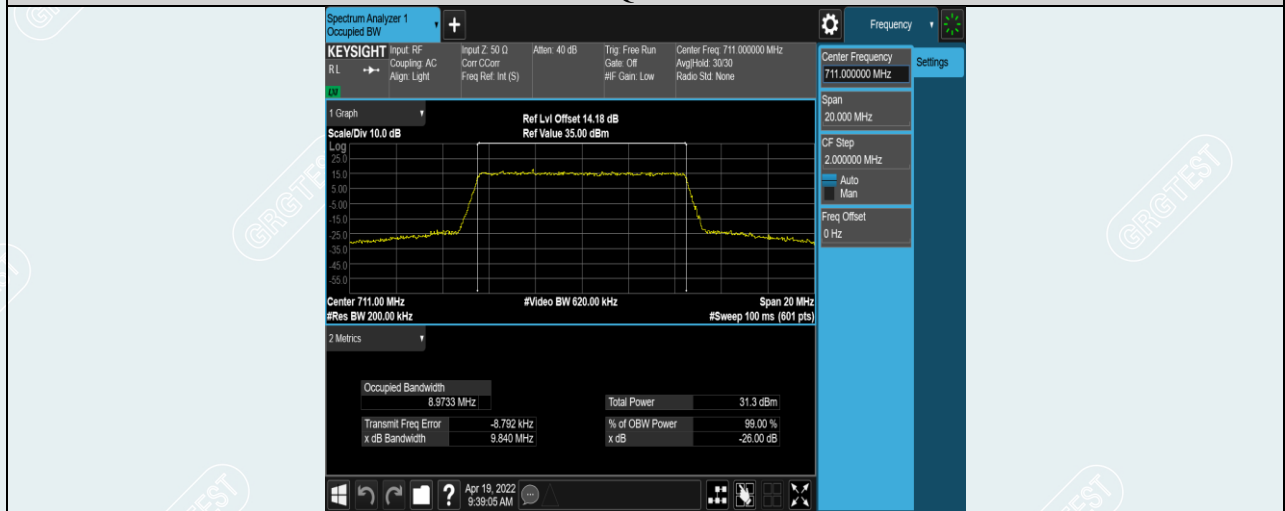 Q
Spectrum Analyzer 1
Occupied BW
Frequency
KEYSIGHT
RL
LXI
Input: RF
Coupling: AC
Align: Light
Input Z: 50 Ω
Corr CCorr
Freq Ref: Int (S)
Atten: 40 dB
Trig: Free Run
Gate: Off
#IF Gain: Low
Center Freq: 711.000000 MHz
Avg|Hold: 30/30
Radio Std: None
Center Frequency
711.000000 MHz
Settings
Span
20.000 MHz
CF Step
2.000000 MHz
Auto
Man
Freq Offset
0 Hz
1 Graph
Scale/Div 10.0 dB
Ref Lvl Offset 14.18 dB
Ref Value 35.00 dBm
Log
25.0
15.0
5.00
-5.00
-15.0
-25.0
-35.0
-45.0
-55.0
Center 711.00 MHz
#Res BW 200.00 kHz
#Video BW 620.00 kHz
Span 20 MHz
#Sweep 100 ms (601 pts)
2 Metrics
Occupied Bandwidth
8.9733 MHz
Total Power 31.3 dBm
Transmit Freq Error -8.792 kHz
% of OBW Power 99.00 %
x dB Bandwidth 9.840 MHz
x dB -26.00 dB
Apr 19, 2022
9:39:05 AM
GRGTEST
GRGTEST